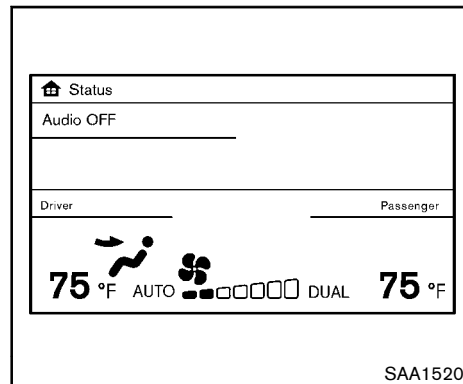 Status
Audio OFF
Driver Passenger
75 °F AUTO DUAL 75 °F
SAA1520